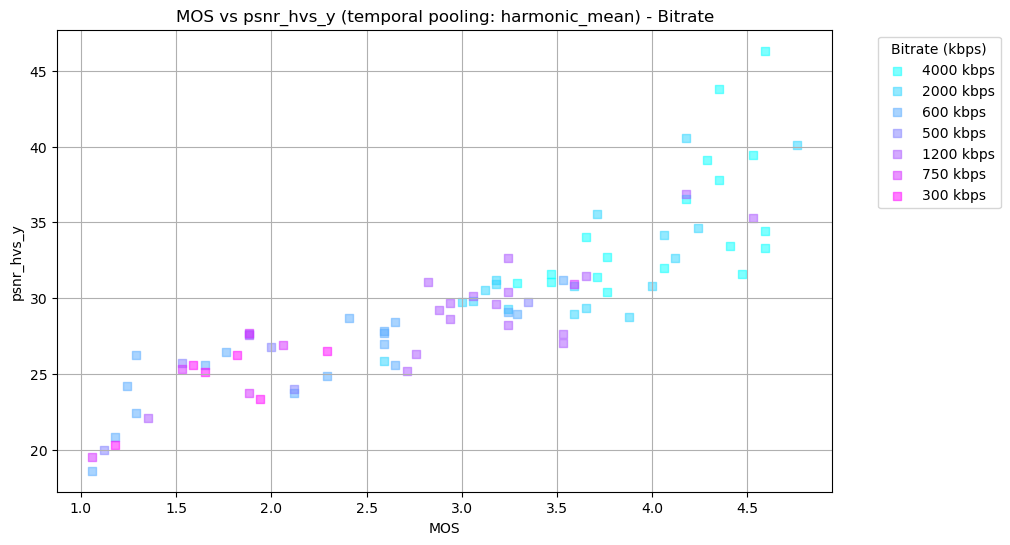 MOS vs psnr_hvs_y (temporal pooling: harmonic_mean) - Bitrate
psnr_hvs_y
45
40
35
30
25
20
1.0 1.5 2.0 2.5 3.0 3.5 4.0 4.5
MOS
Bitrate (kbps)
4000 kbps
2000 kbps
600 kbps
500 kbps
1200 kbps
750 kbps
300 kbps